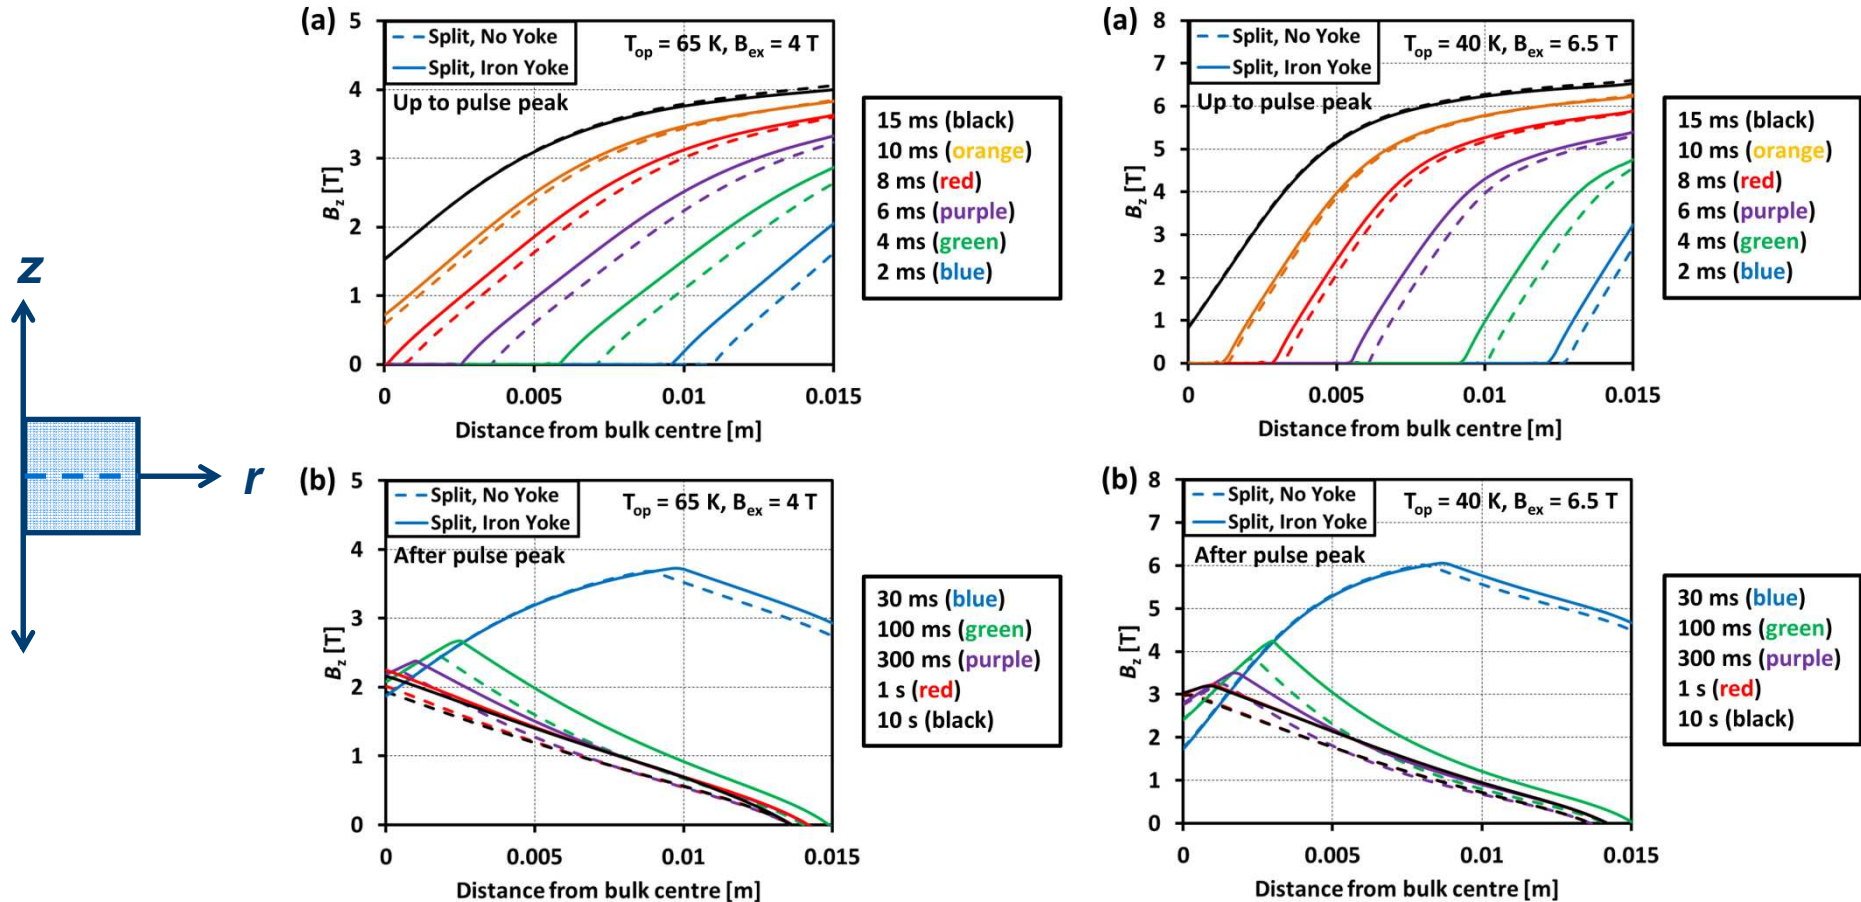 z
r
(a)
Split, No Yoke
Split, Iron Yoke
T_op = 65 K, B_ex = 4 T
Up to pulse peak
B_z [T]
5
4
3
2
1
0
0 0.005 0.01 0.015
Distance from bulk centre [m]
15 ms (black)
10 ms (orange)
8 ms (red)
6 ms (purple)
4 ms (green)
2 ms (blue)
(a)
Split, No Yoke
Split, Iron Yoke
T_op = 40 K, B_ex = 6.5 T
Up to pulse peak
B_z [T]
8
7
6
5
4
3
2
1
0
0 0.005 0.01 0.015
Distance from bulk centre [m]
15 ms (black)
10 ms (orange)
8 ms (red)
6 ms (purple)
4 ms (green)
2 ms (blue)
(b)
Split, No Yoke
Split, Iron Yoke
T_op = 65 K, B_ex = 4 T
After pulse peak
B_z [T]
5
4
3
2
1
0
0 0.005 0.01 0.015
Distance from bulk centre [m]
30 ms (blue)
100 ms (green)
300 ms (purple)
1 s (red)
10 s (black)
(b)
Split, No Yoke
Split, Iron Yoke
T_op = 40 K, B_ex = 6.5 T
After pulse peak
B_z [T]
8
7
6
5
4
3
2
1
0
0 0.005 0.01 0.015
Distance from bulk centre [m]
30 ms (blue)
100 ms (green)
300 ms (purple)
1 s (red)
10 s (black)